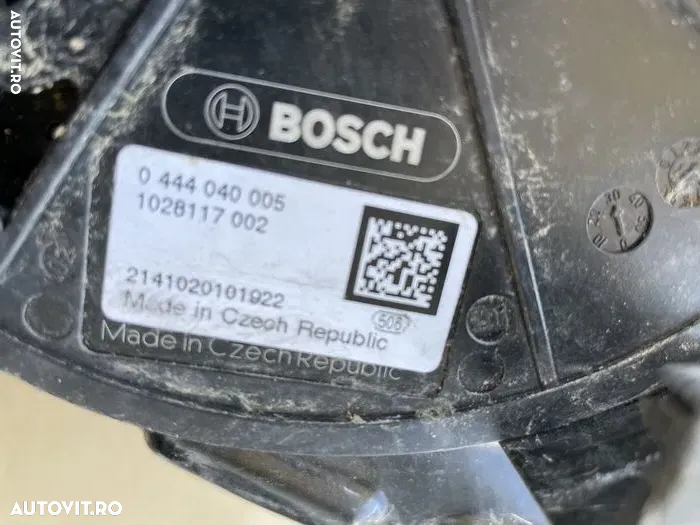 AUTOVIT.RO
BOSCH
0 444 040 005
1028117 002
2141020101922
Made in Czech Republic
506
Made in Czech Republic
AUTOVIT.RO